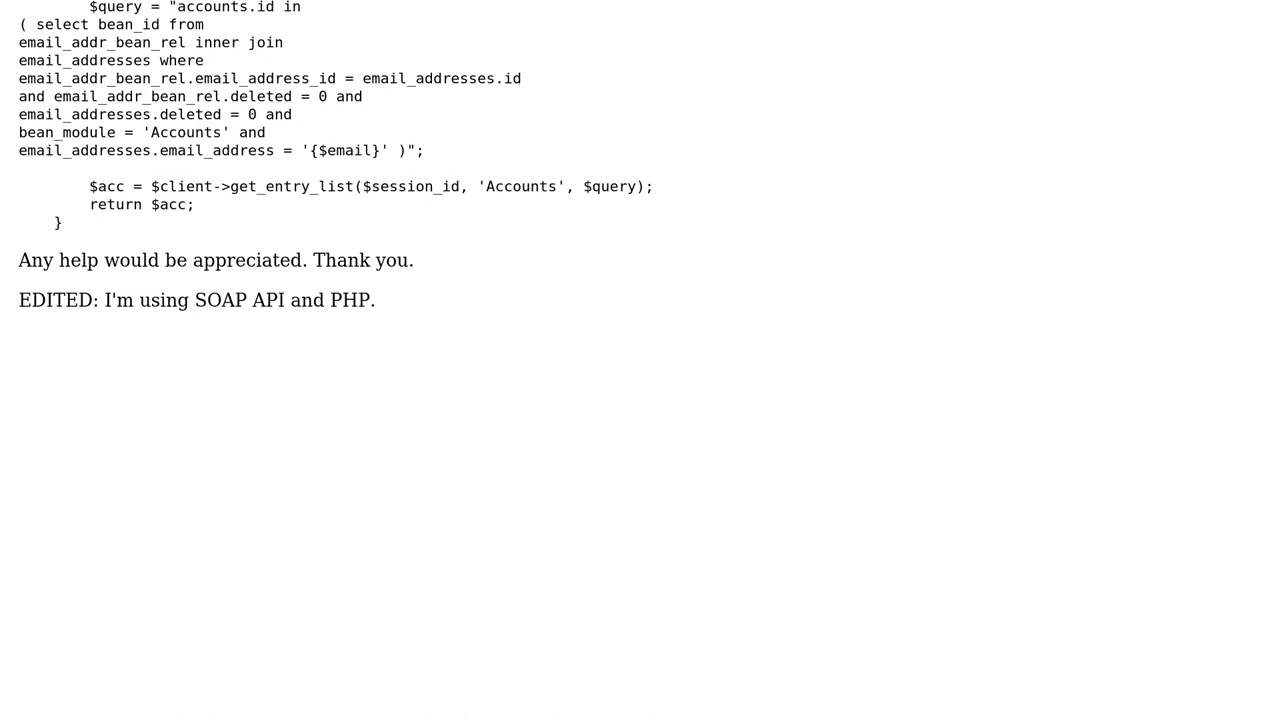 $query = "accounts.id in
( select bean_id from
email_addr_bean_rel inner join
email_addresses where
email_addr_bean_rel.email_address_id = email_addresses.id
and email_addr_bean_rel.deleted = 0 and
email_addresses.deleted = 0 and
bean_module = 'Accounts' and
email_addresses.email_address = '{$email}' )";
$acc = $client->get_entry_list($session_id, 'Accounts', $query);
return $acc;
}
Any help would be appreciated. Thank you.
EDITED: I'm using SOAP API and PHP.